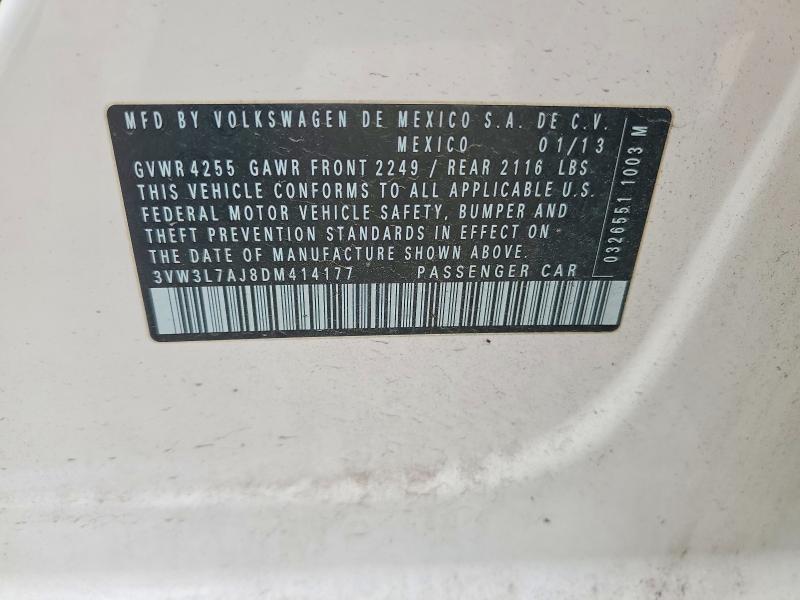 MFD BY VOLKSWAGEN DE MEXICO S.A. DE C.V.
MEXICO 01/13
GVWR 4255 GAWR FRONT 2249 / REAR 2116 LBS
THIS VEHICLE CONFORMS TO ALL APPLICABLE U.S.
FEDERAL MOTOR VEHICLE SAFETY, BUMPER AND
THEFT PREVENTION STANDARDS IN EFFECT ON
THE DATE OF MANUFACTURE SHOWN ABOVE.
3VW3L7AJ8DM414177 PASSENGER CAR
0326551 1003 M